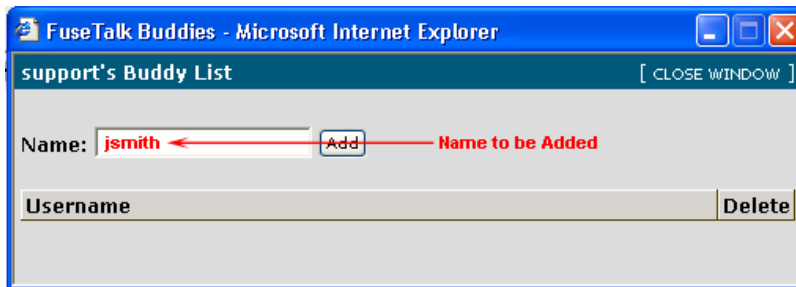 FuseTalk Buddies - Microsoft Internet Explorer
support's Buddy List [ CLOSE WINDOW ]
Name: jsmith Add Name to be Added
Username Delete